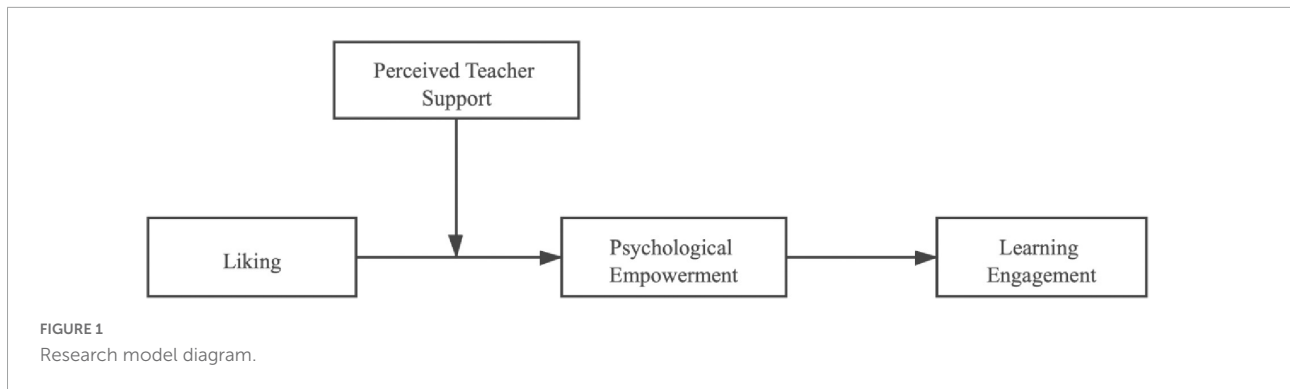 Perceived Teacher
Support
Liking
Psychological
Empowerment
Learning
Engagement
FIGURE 1
Research model diagram.